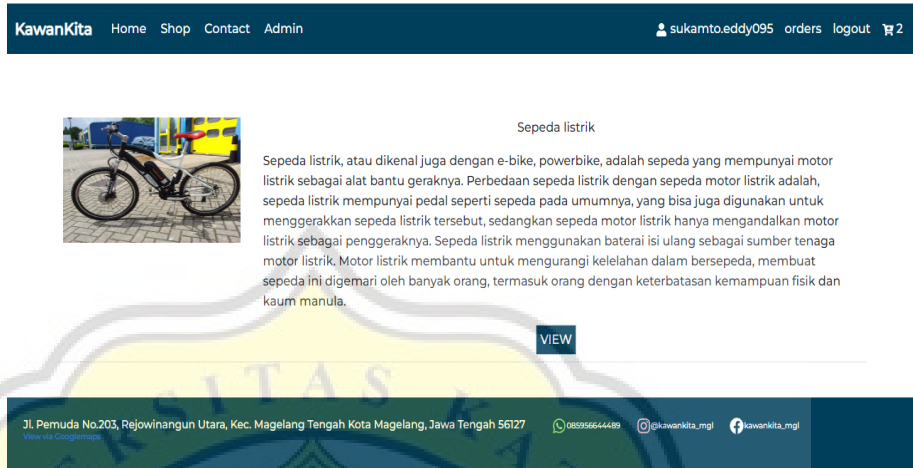 KawanKita Home Shop Contact Admin sukamto.eddy095 orders logout 2
Sepeda listrik
Sepeda listrik, atau dikenal juga dengan e-bike, powerbike, adalah sepeda yang mempunyai motor
listrik sebagai alat bantu geraknya. Perbedaan sepeda listrik dengan sepeda motor listrik adalah,
sepeda listrik mempunyai pedal seperti sepeda pada umumnya, yang bisa juga digunakan untuk
menggerakkan sepeda listrik tersebut, sedangkan sepeda motor listrik hanya mengandalkan motor
listrik sebagai penggeraknya. Sepeda listrik menggunakan baterai isi ulang sebagai sumber tenaga
motor listrik. Motor listrik membantu untuk mengurangi kelelahan dalam bersepeda, membuat
sepeda ini digemari oleh banyak orang, termasuk orang dengan keterbatasan kemampuan fisik dan
kaum manula.
VIEW
Jl. Pemuda No.203, Rejowinangun Utara, Kec. Magelang Tengah Kota Magelang, Jawa Tengah 56127 085956644489 @kawankita_mgl kawankita_mgl
View via Googlemaps
RSITAS KA